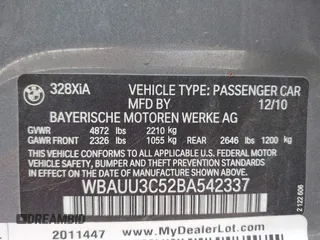 328XiA VEHICLE TYPE: PASSENGER CAR
MFD BY 12/10
BAYERISCHE MOTOREN WERKE AG
GVWR 4872 lbs 2210 kg
GAWR FRONT 2326 lbs 1055 kg REAR 2646 lbs 1200 kg
THIS VEHICLE CONFORMS TO ALL APPLICABLE FEDERAL MOTOR
VEHICLE SAFETY, BUMPER, AND THEFT PREVENTION STANDARDS
IN EFFECT ON THE DATE OF MANUFACTURE SHOWN ABOVE.
WBAUU3C52BA542337
2 122 606
DREAMBID
2011447
MyDealerLot.com